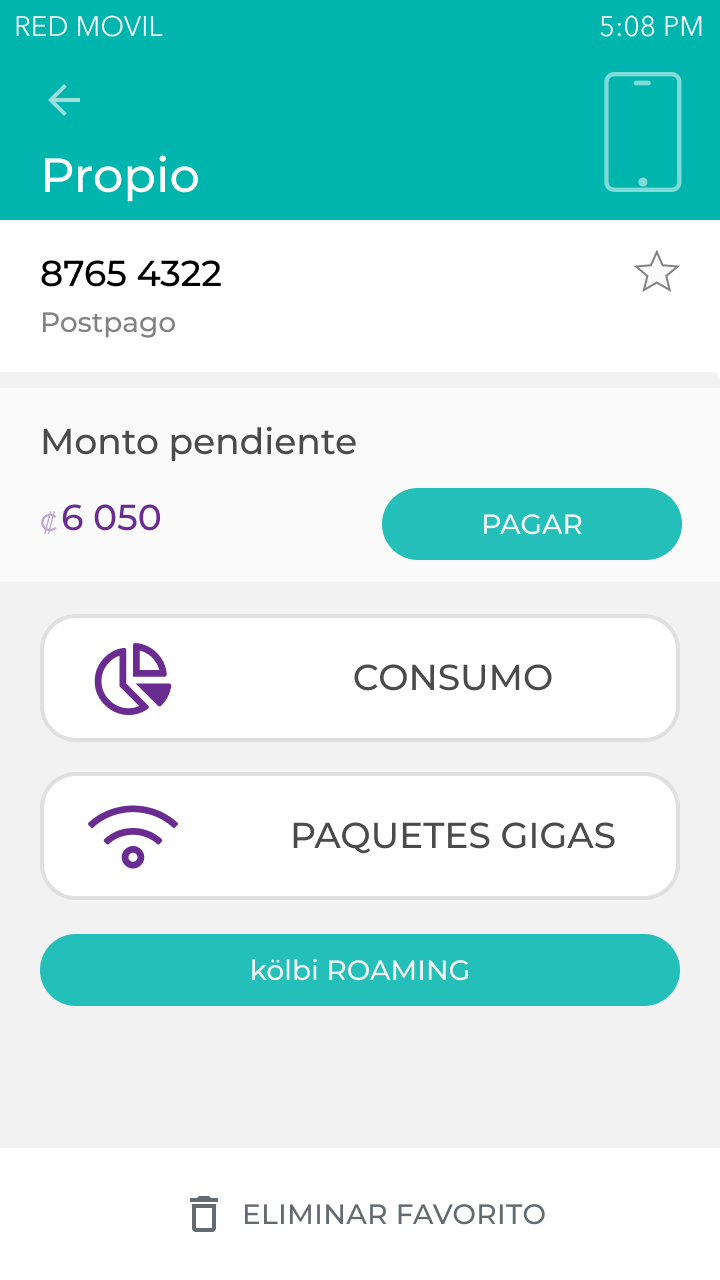 RED MOVIL
5:08 PM
Propio
8765 4322
Postpago
Monto pendiente
₡6 050
PAGAR
CONSUMO
PAQUETES GIGAS
kölbi ROAMING
ELIMINAR FAVORITO